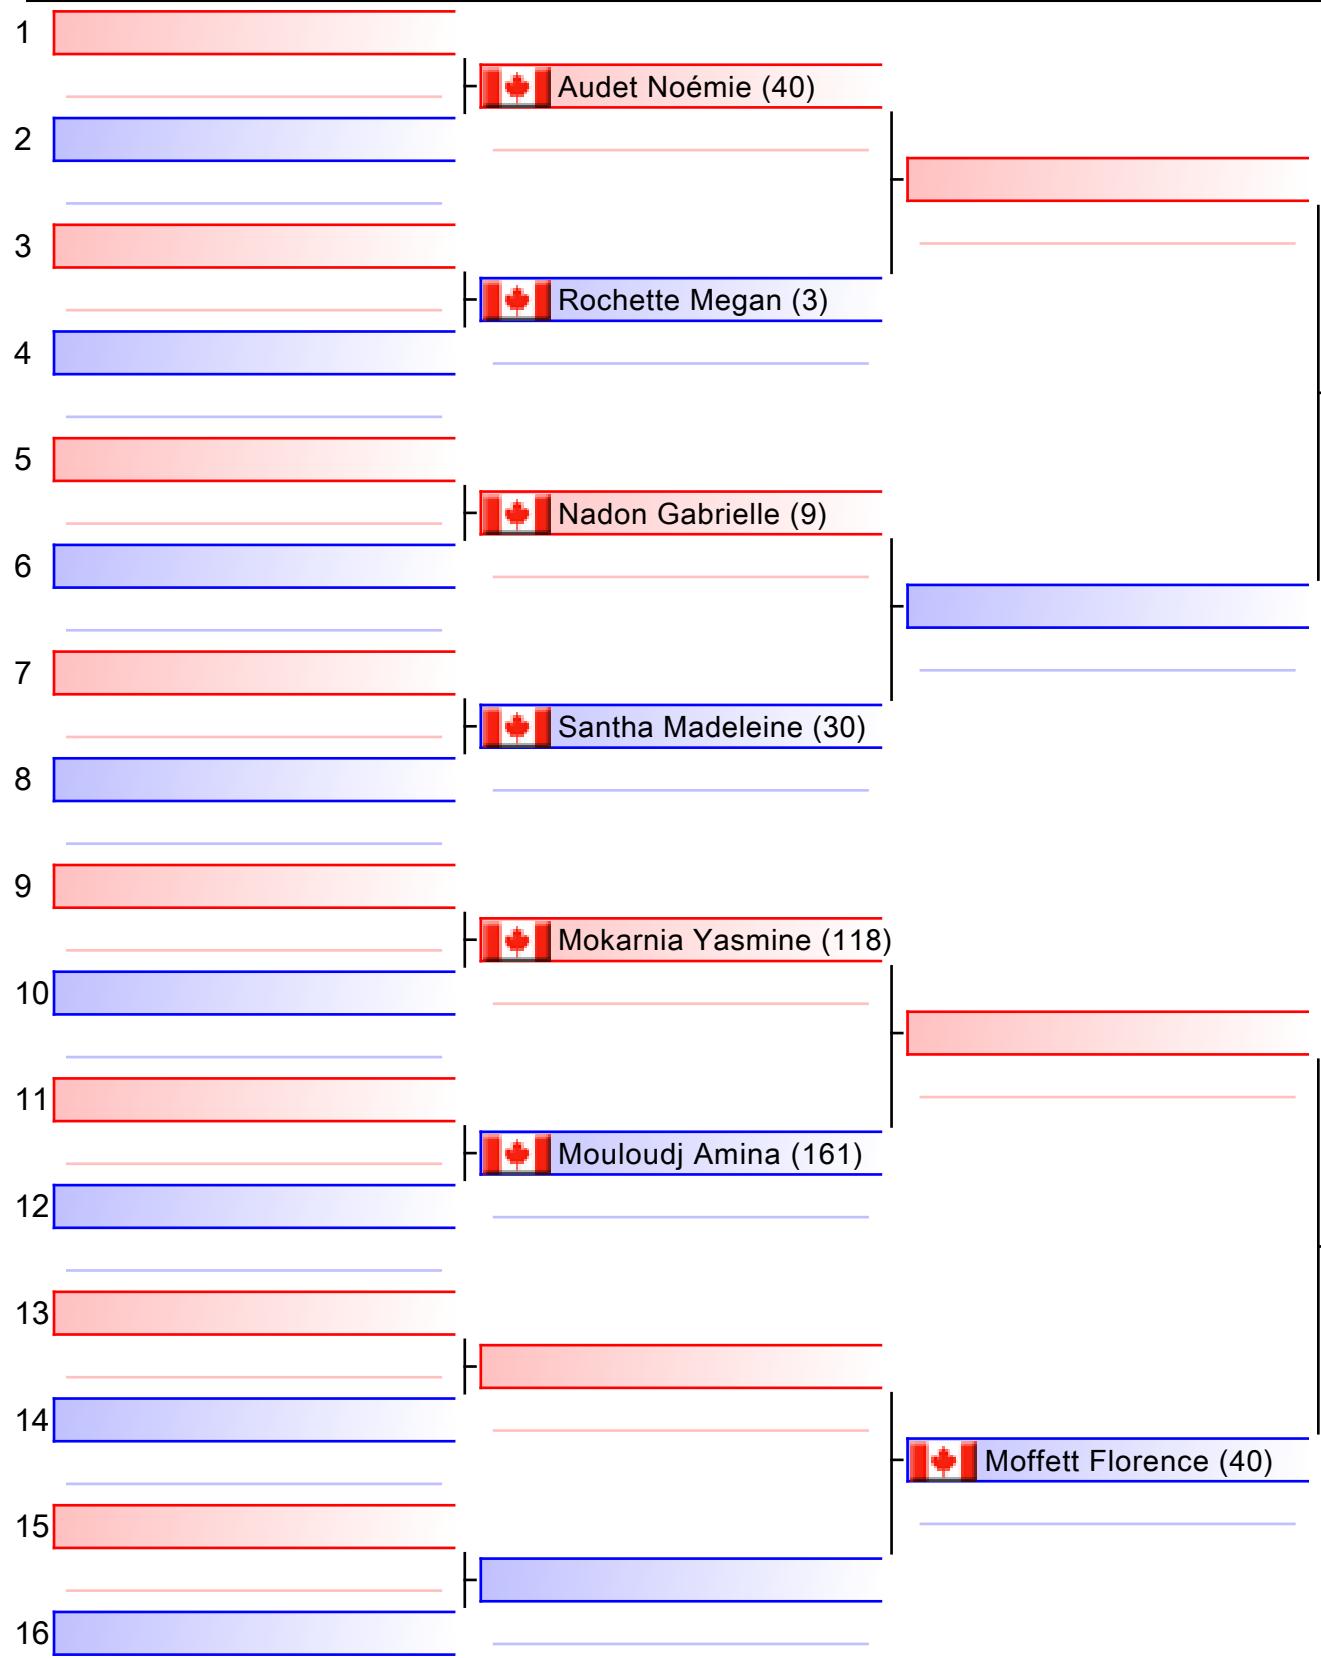 1
Audet Noémie (40)
2
3
Rochette Megan (3)
4
5
Nadon Gabrielle (9)
6
7
Santha Madeleine (30)
8
9
Mokarnia Yasmine (118)
10
11
Mouloudj Amina (161)
12
13
14
Moffett Florence (40)
15
16